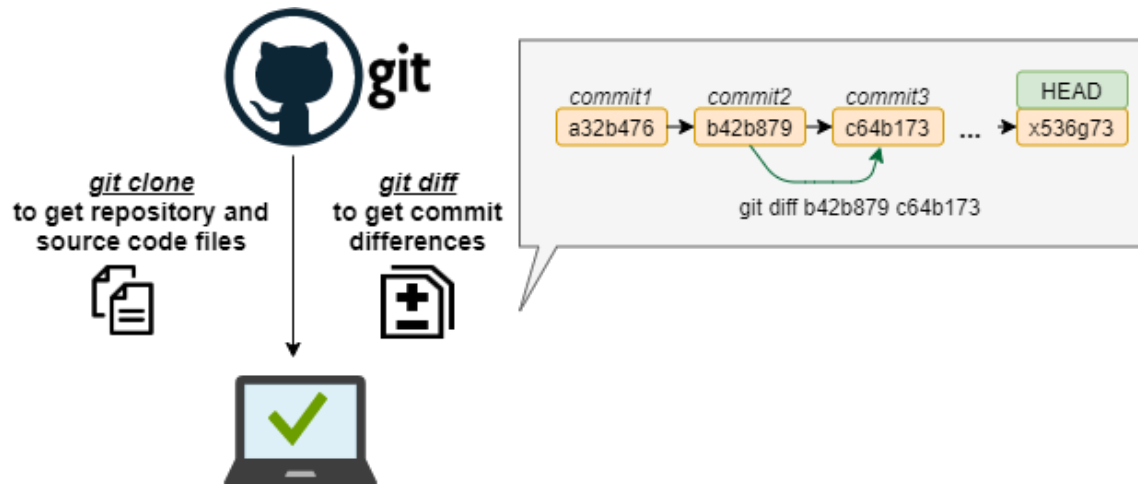 git
git clone
to get repository and
source code files
git diff
to get commit
differences
commit1 commit2 commit3 HEAD
a32b476 b42b879 c64b173 ... x536g73
git diff b42b879 c64b173